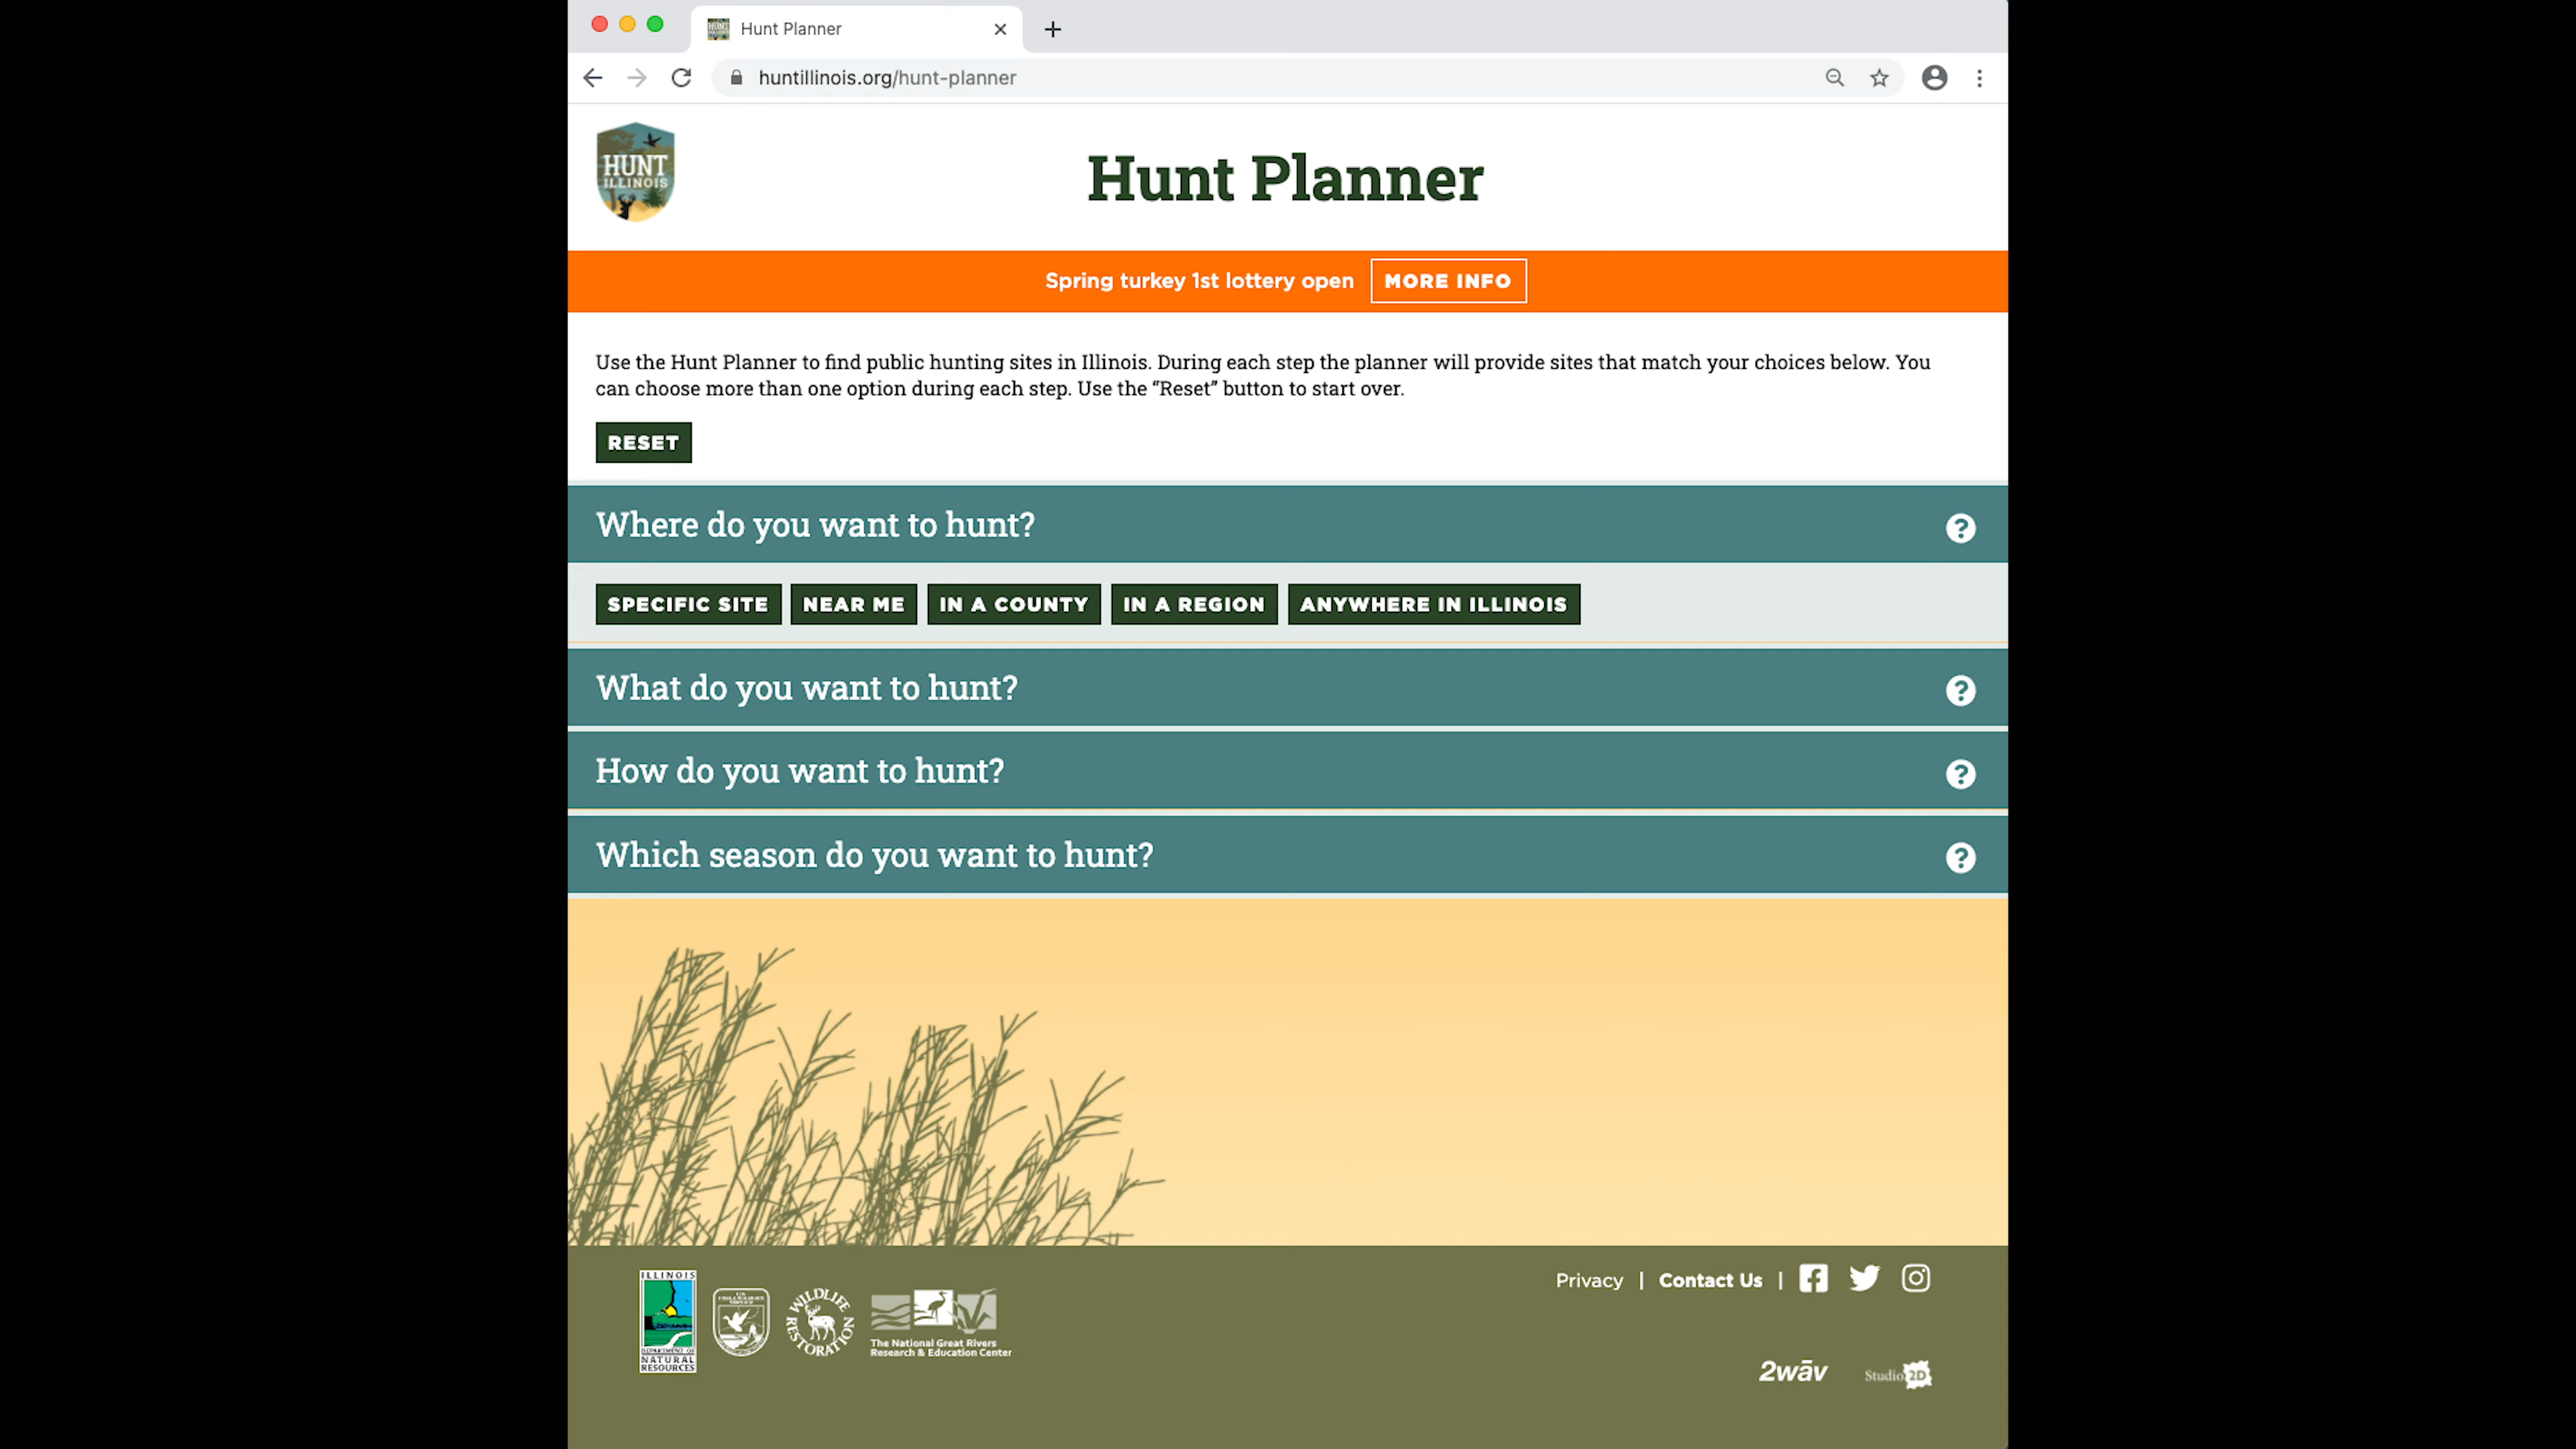 Hunt Planner
huntillinois.org/hunt-planner
HUNT
ILLINOIS
Hunt Planner
Spring turkey 1st lottery open MORE INFO
Use the Hunt Planner to find public hunting sites in Illinois. During each step the planner will provide sites that match your choices below. You
can choose more than one option during each step. Use the “Reset” button to start over.
RESET
Where do you want to hunt?
SPECIFIC SITE NEAR ME IN A COUNTY IN A REGION ANYWHERE IN ILLINOIS
What do you want to hunt?
How do you want to hunt?
Which season do you want to hunt?
Privacy | Contact Us |
ILLINOIS
DEPARTMENT OF
NATURAL
RESOURCES
WILDLIFE
RESTORATION
The National Great Rivers
Research & Education Center
2wāv
Studio 2D